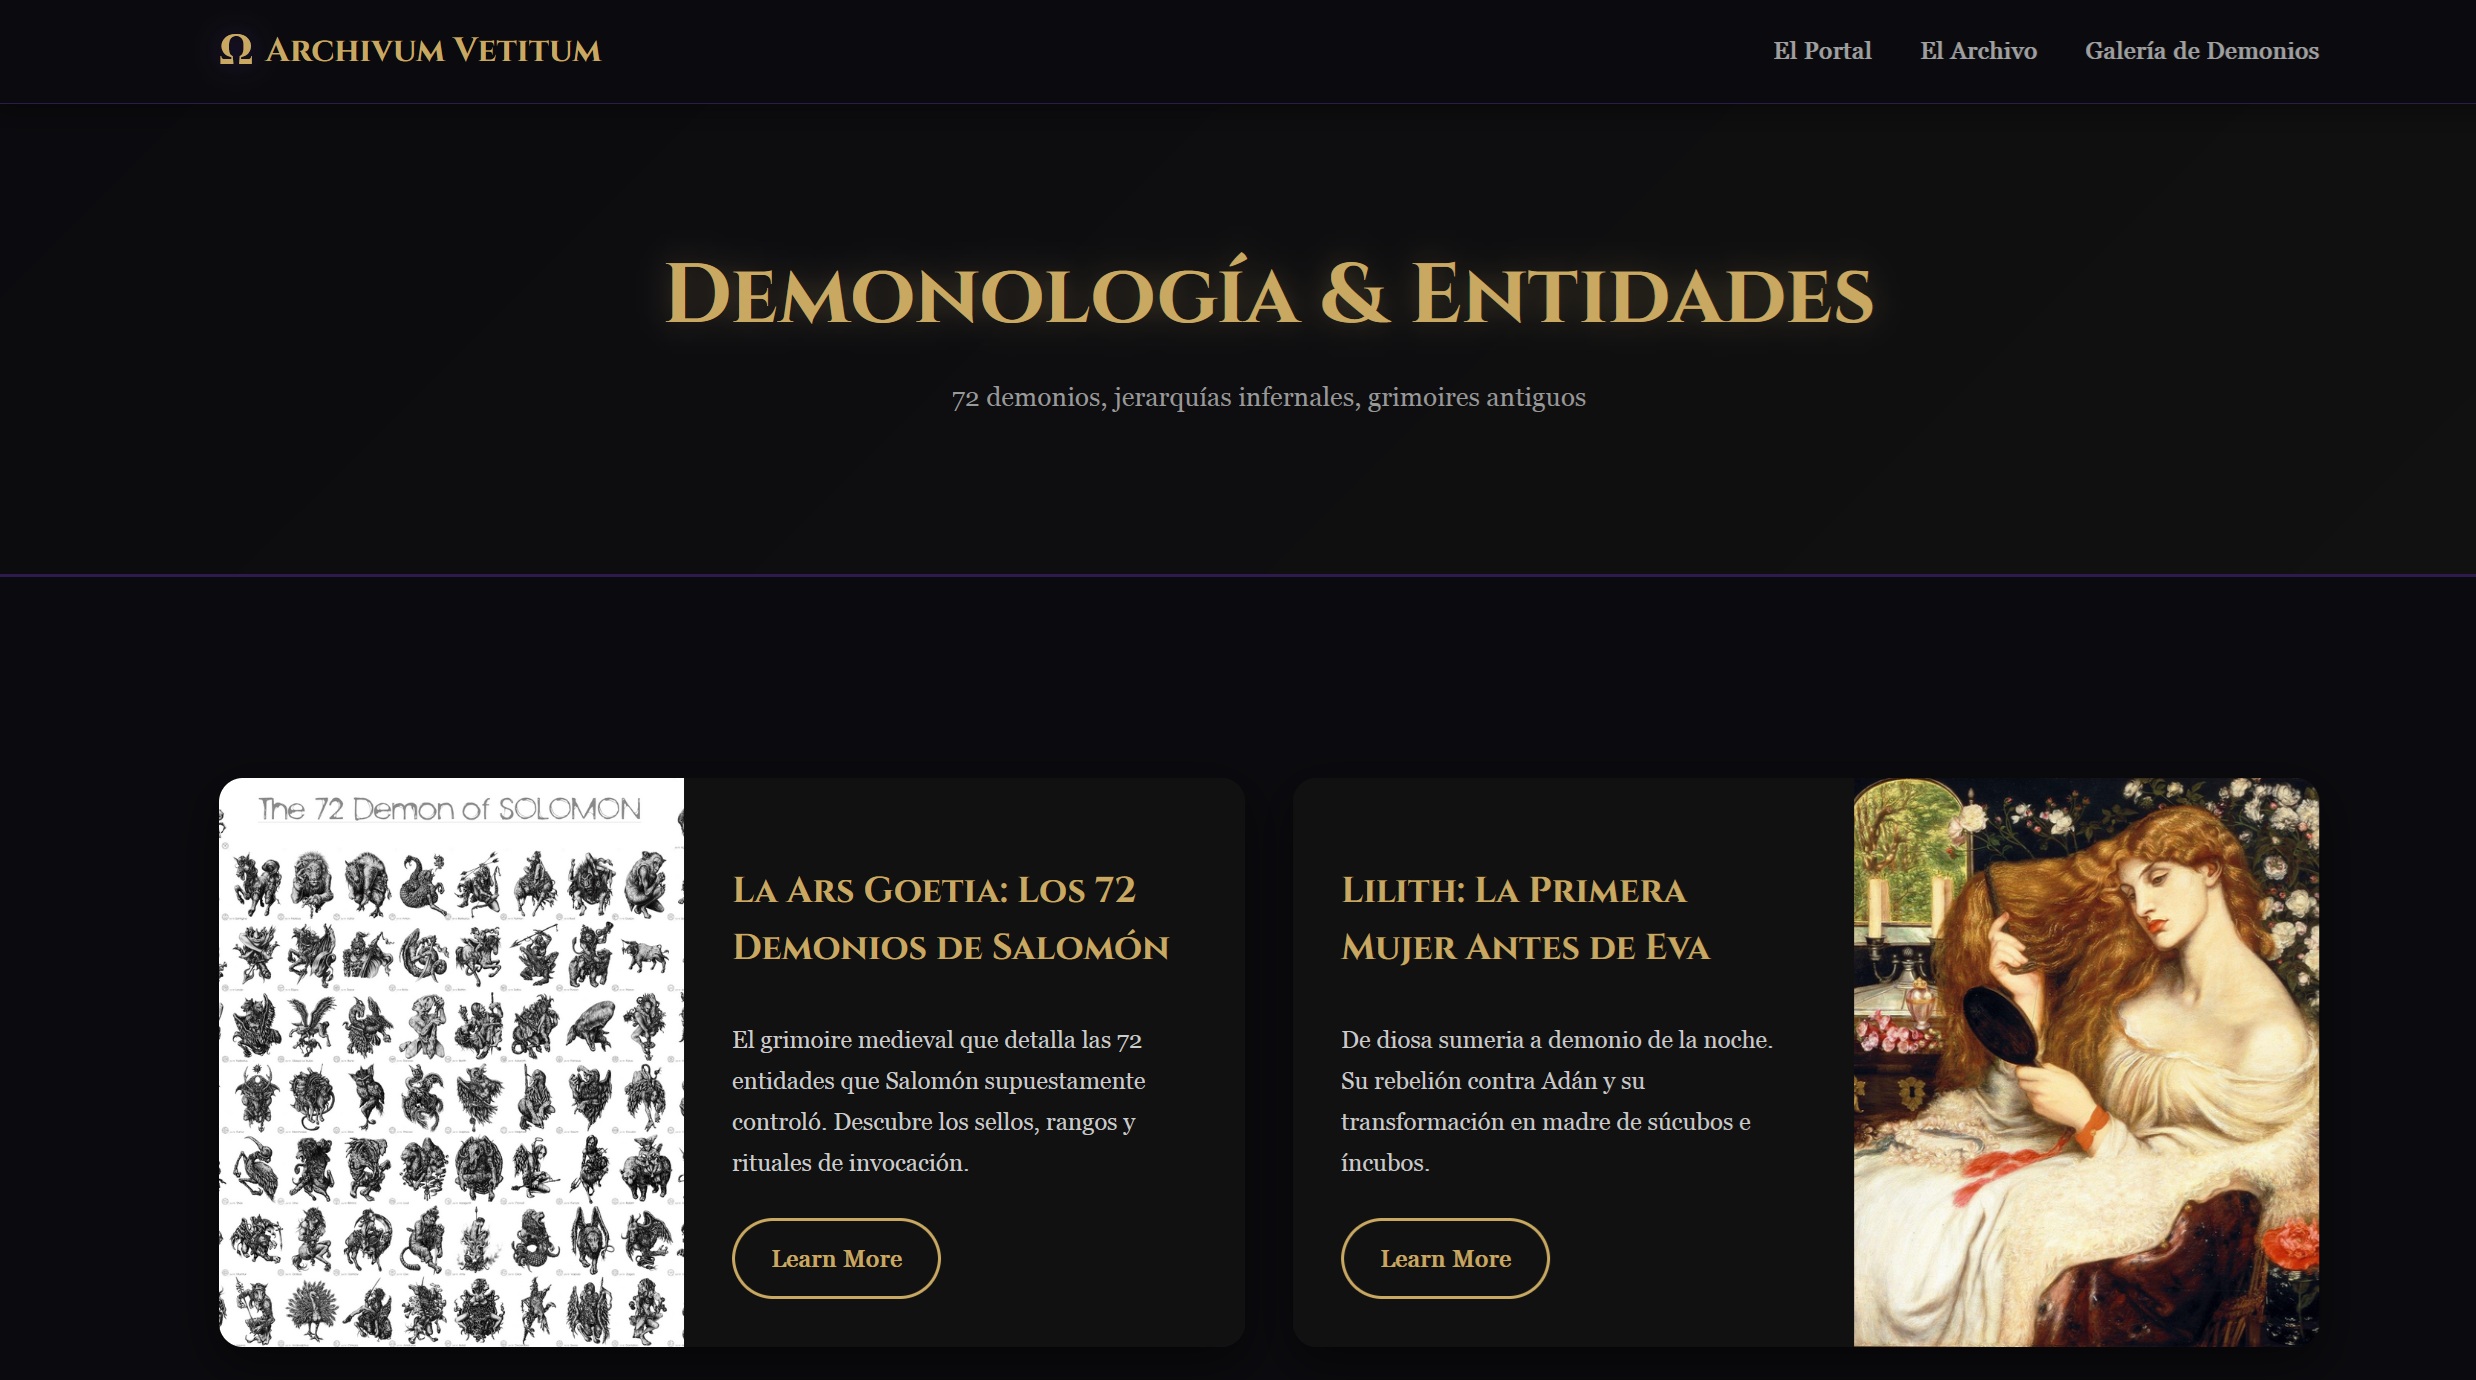 Ω Archivum Vetitum
El Portal
El Archivo
Galería de Demonios
Demonología & Entidades
72 demonios, jerarquías infernales, grimoires antiguos
The 72 Demon of SOLOMON
La Ars Goetia: Los 72
Demonios de Salomón
El grimoire medieval que detalla las 72
entidades que Salomón supuestamente
controló. Descubre los sellos, rangos y
rituales de invocación.
Learn More
Lilith: La Primera
Mujer Antes de Eva
De diosa sumeria a demonio de la noche.
Su rebelión contra Adán y su
transformación en madre de súcubos e
íncubos.
Learn More